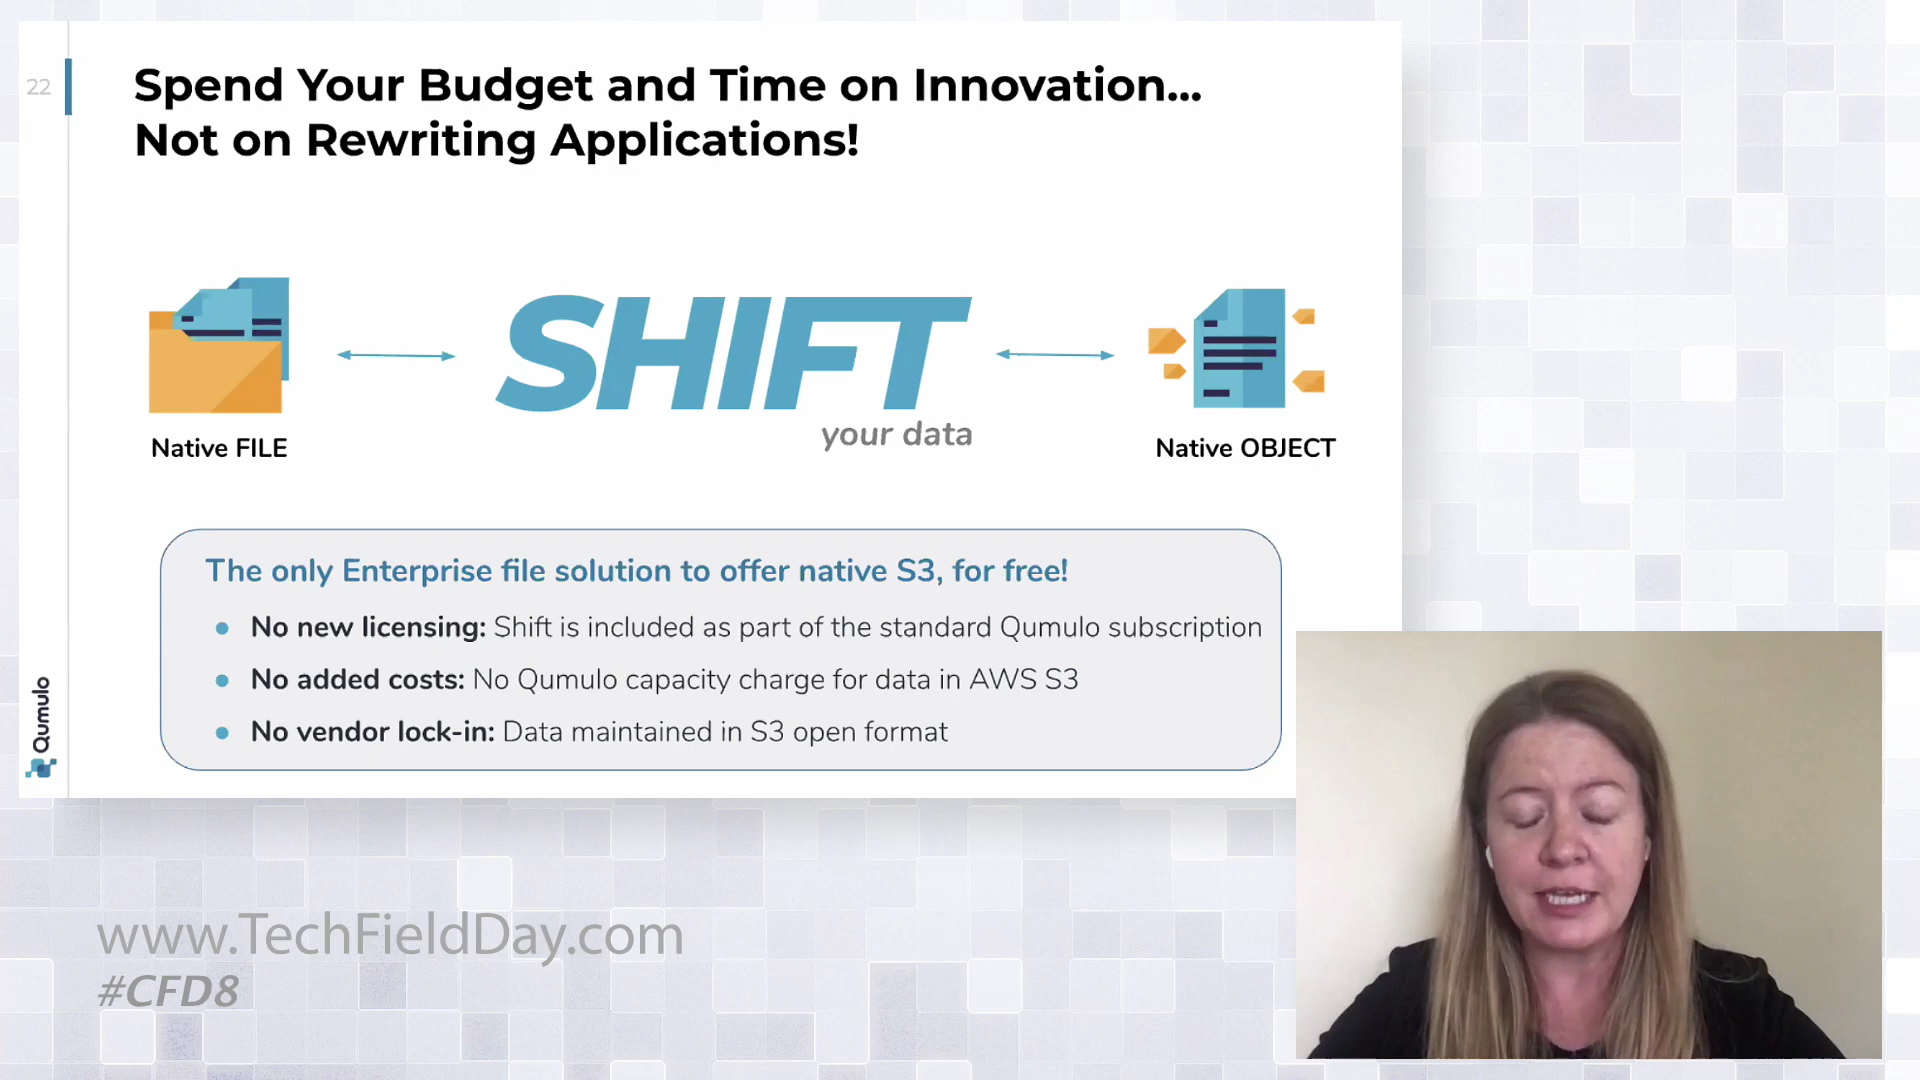 22
Spend Your Budget and Time on Innovation...
Not on Rewriting Applications!
SHIFT
your data
Native FILE
Native OBJECT
The only Enterprise file solution to offer native S3, for free!
No new licensing: Shift is included as part of the standard Qumulo subscription
No added costs: No Qumulo capacity charge for data in AWS S3
No vendor lock-in: Data maintained in S3 open format
Qumulo
www.TechFieldDay.com
#CFD8